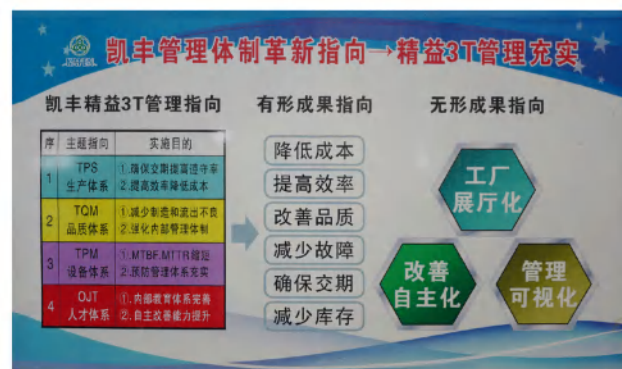 凯丰管理体制革新指向→精益3T管理充实
凯丰精益3T管理指向
有形成果指向
无形成果指向
序 主题指向 实施目的
1 TPS 生产体系
①.确保交期提高遵守率
2.提高效率降低成本
2 TQM 品质体系
①.减少制造和流出不良
2.强化内部管理体制
3 TPM 设备体系
①.MTBF.MTTR缩短
2.预防管理体系充实
4 OJT 人才体系
①.内部教育体系完善
②.自主改善能力提升
降低成本
提高效率
改善品质
减少故障
确保交期
减少库存
工厂
展厅化
改善
自主化
管理
可视化